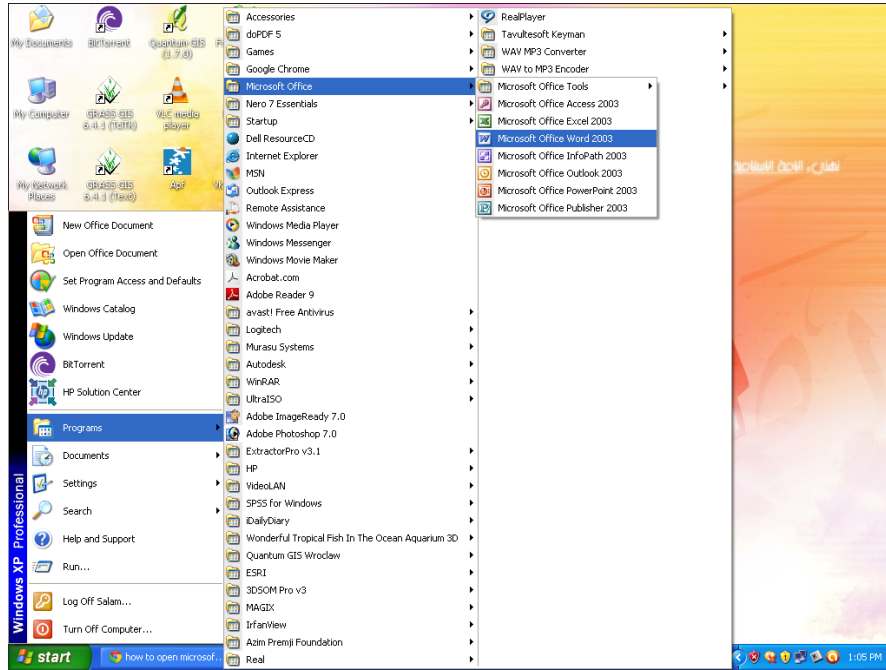 My Documents
BitTorrent
Quantum GIS
(1.7.0)
My Computer
GRASS GIS
6.4.1 (Tcl/Tk)
VLC media
player
My Network
Places
GRASS GIS
6.4.1 (Text)
New Office Document
Open Office Document
Set Program Access and Defaults
Windows Catalog
Windows Update
BitTorrent
HP Solution Center
Programs
Documents
Settings
Search
Help and Support
Run...
Log Off Salam...
Turn Off Computer...
Windows XP Professional
Accessories
doPDF 5
Games
Google Chrome
Microsoft Office
Nero 7 Essentials
Startup
Dell ResourceCD
Internet Explorer
MSN
Outlook Express
Remote Assistance
Windows Media Player
Windows Messenger
Windows Movie Maker
Acrobat.com
Adobe Reader 9
avast! Free Antivirus
Logitech
Murasu Systems
Autodesk
WinRAR
UltraISO
Adobe ImageReady 7.0
Adobe Photoshop 7.0
ExtractorPro v3.1
HP
VideoLAN
SPSS for Windows
iDailyDiary
Wonderful Tropical Fish In The Ocean Aquarium 3D
Quantum GIS Wroclaw
ESRI
3DSOM Pro v3
MAGIX
IrfanView
Azim Premji Foundation
Real
RealPlayer
Tavultesoft Keyman
WAV MP3 Converter
WAV to MP3 Encoder
Microsoft Office Tools
Microsoft Office Access 2003
Microsoft Office Excel 2003
Microsoft Office Word 2003
Microsoft Office InfoPath 2003
Microsoft Office Outlook 2003
Microsoft Office PowerPoint 2003
Microsoft Office Publisher 2003
start
how to open microsof...
1:05 PM